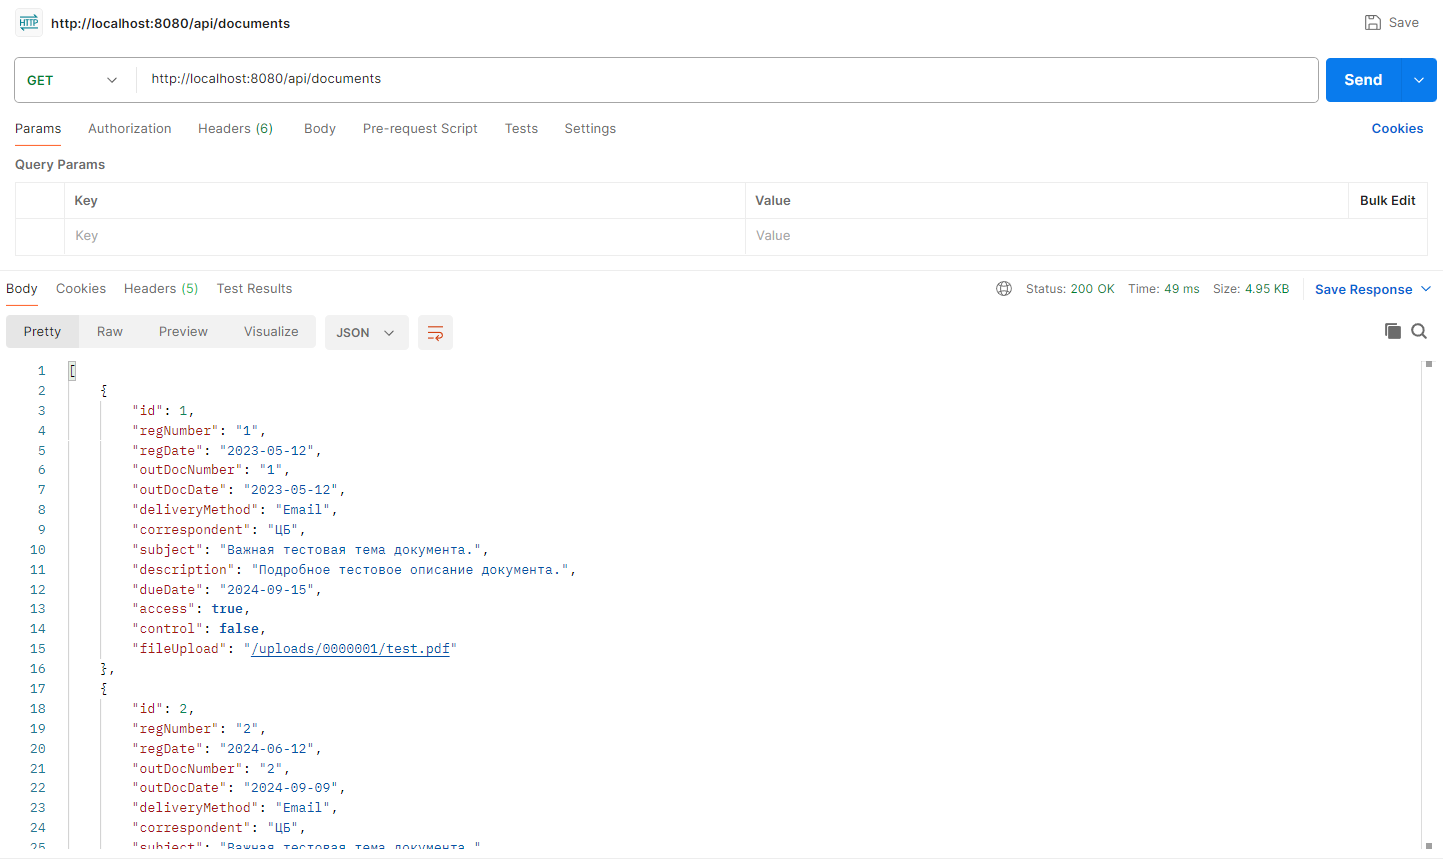 HTTP http://localhost:8080/api/documents Save
GET http://localhost:8080/api/documents Send
Params Authorization Headers (6) Body Pre-request Script Tests Settings Cookies
Query Params
Key Value Bulk Edit
Key Value
Body Cookies Headers (5) Test Results Status: 200 OK Time: 49 ms Size: 4.95 KB Save Response
Pretty Raw Preview Visualize JSON
1 [
2 {
3 "id": 1,
4 "regNumber": "1",
5 "regDate": "2023-05-12",
6 "outDocNumber": "1",
7 "outDocDate": "2023-05-12",
8 "deliveryMethod": "Email",
9 "correspondent": "ЦБ",
10 "subject": "Важная тестовая тема документа.",
11 "description": "Подробное тестовое описание документа.",
12 "dueDate": "2024-09-15",
13 "access": true,
14 "control": false,
15 "fileUpload": "/uploads/0000001/test.pdf"
16 },
17 {
18 "id": 2,
19 "regNumber": "2",
20 "regDate": "2024-06-12",
21 "outDocNumber": "2",
22 "outDocDate": "2024-09-09",
23 "deliveryMethod": "Email",
24 "correspondent": "ЦБ",
25 "subject": "Важная тестовая тема документа."